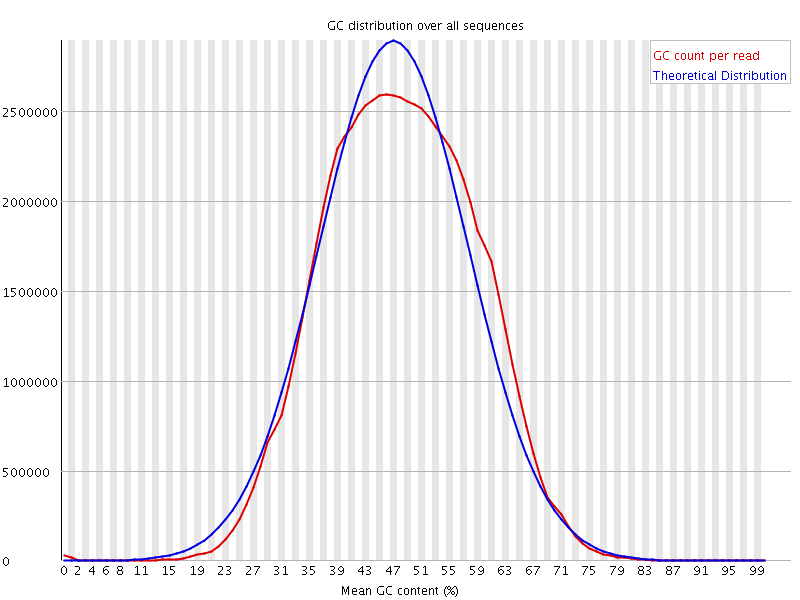 GC distribution over all sequences
GC count per read
Theoretical Distribution
2500000
2000000
1500000
1000000
500000
0
0 2 4 6 8 11 15 19 23 27 31 35 39 43 47 51 55 59 63 67 71 75 79 83 87 91 95 99
Mean GC content (%)